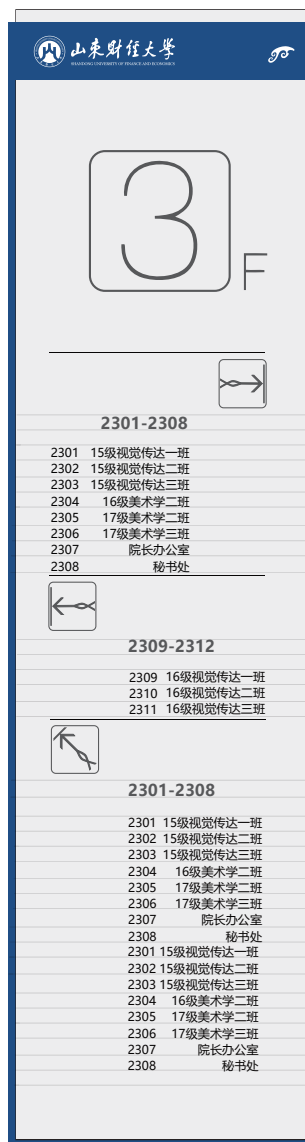 山东财经大学
SHANDONG UNIVERSITY OF FINANCE AND ECONOMICS
3F
2301-2308
2301 15级视觉传达一班
2302 15级视觉传达二班
2303 15级视觉传达三班
2304 16级美术学二班
2305 17级美术学二班
2306 17级美术学三班
2307 院长办公室
2308 秘书处
2309-2312
2309 16级视觉传达一班
2310 16级视觉传达二班
2311 16级视觉传达三班
2301-2308
2301 15级视觉传达一班
2302 15级视觉传达二班
2303 15级视觉传达三班
2304 16级美术学二班
2305 17级美术学二班
2306 17级美术学三班
2307 院长办公室
2308 秘书处
2301 15级视觉传达一班
2302 15级视觉传达二班
2303 15级视觉传达三班
2304 16级美术学二班
2305 17级美术学二班
2306 17级美术学三班
2307 院长办公室
2308 秘书处